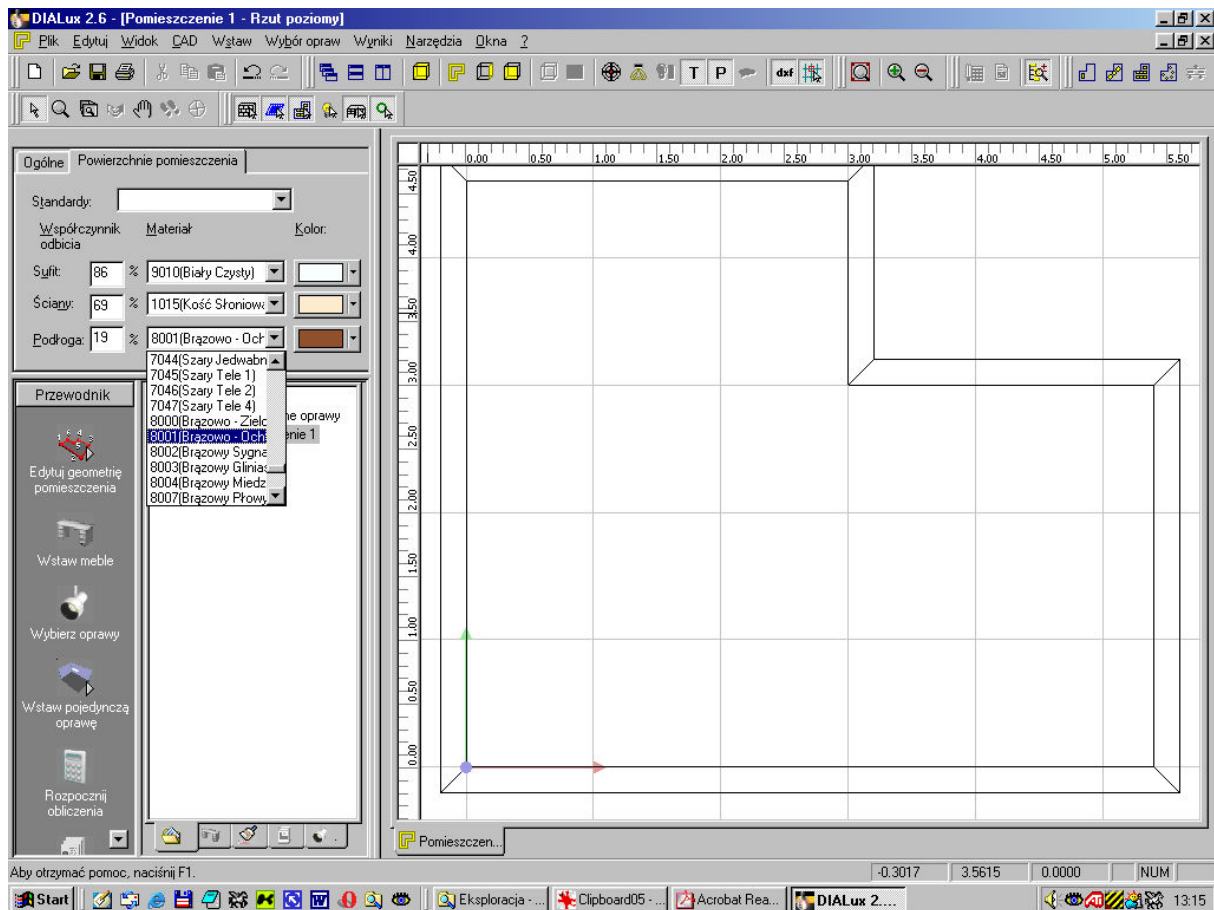 DIALux 2.6 - [Pomieszczenie 1 - Rzut poziomy]
Plik Edytuj Widok CAD Wstaw Wybór opraw Wyniki Narzędzia Okna ?
T P dxf
Ogólne Powierzchnie pomieszczenia
Standardy:
Współczynnik odbicia Materiał Kolor:
Sufit: 86 % 9010(Biały Czysty)
Ściany: 69 % 1015(Kość Słoniow
Podłoga: 19 % 8001(Brązowo - Och
7044(Szary Jedwabn
7045(Szary Tele 1)
7046(Szary Tele 2)
7047(Szary Tele 4)
8000(Brązowo - Zielo
8001(Brązowo - Och
8002(Brązowy Sygna
8003(Brązowy Glinias
8004(Brązowy Miedz
8007(Brązowy Płowy
ne oprawy
enie 1
Przewodnik
Edytuj geometrię
pomieszczenia
Wstaw meble
Wybierz oprawy
Wstaw pojedynczą
oprawę
Rozpocznij
obliczenia
0.00 0.50 1.00 1.50 2.00 2.50 3.00 3.50 4.00 4.50 5.00 5.50
4.50
4.00
3.50
3.00
2.50
2.00
1.50
1.00
0.50
0.00
Pomieszczen...
Aby otrzymać pomoc, naciśnij F1.
-0.3017 3.5615 0.0000 NUM
Start Eksploracja - ... Clipboard05 - ... Acrobat Rea... DIALux 2.... 13:15